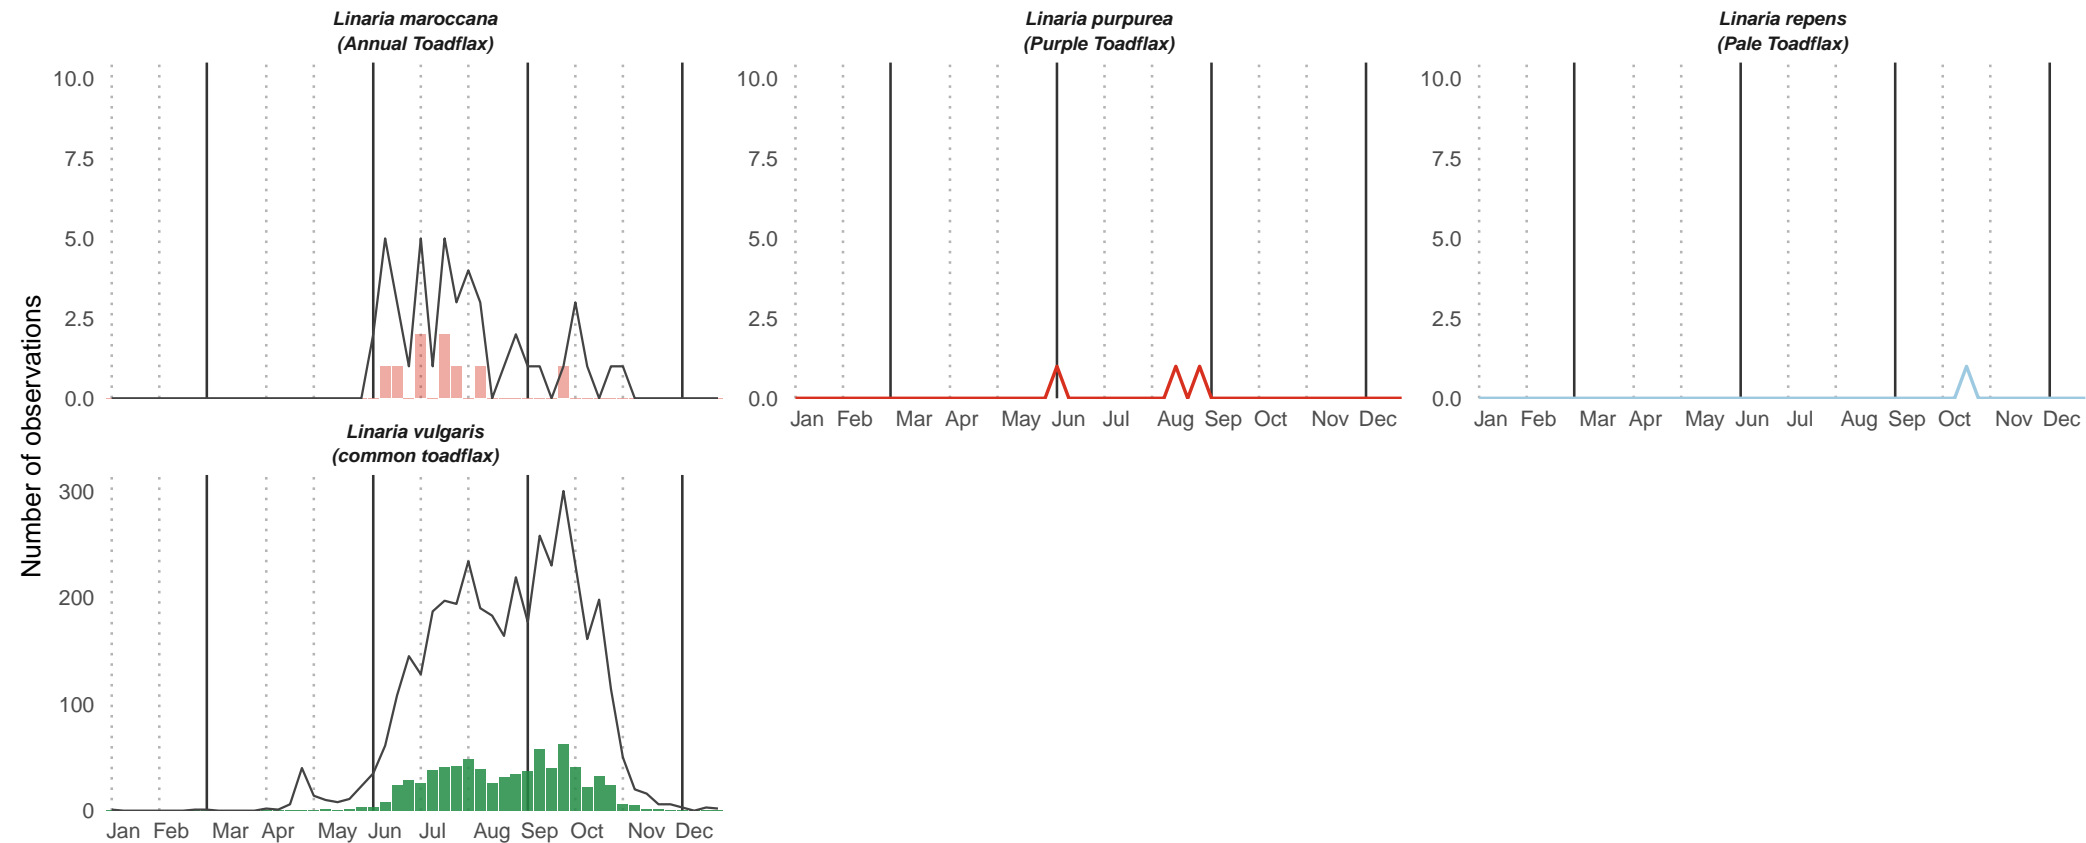 Linaria maroccana
(Annual Toadflax)
Linaria purpurea
(Purple Toadflax)
Linaria repens
(Pale Toadflax)
10.0
7.5
5.0
2.5
0.0
10.0
7.5
5.0
2.5
0.0
Jan Feb Mar Apr May Jun Jul Aug Sep Oct Nov Dec
10.0
7.5
5.0
2.5
0.0
Jan Feb Mar Apr May Jun Jul Aug Sep Oct Nov Dec
Linaria vulgaris
(common toadflax)
300
200
100
0
Jan Feb Mar Apr May Jun Jul Aug Sep Oct Nov Dec
Number of observations